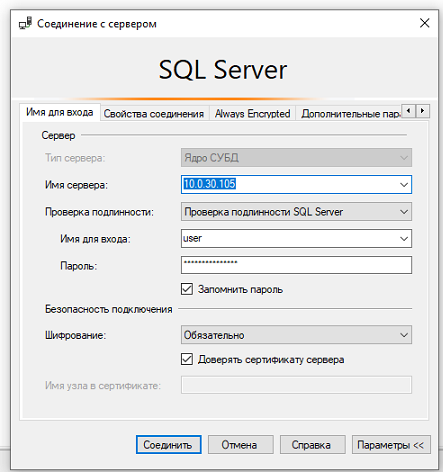 Соединение с сервером
SQL Server
Имя для входа Свойства соединения Always Encrypted Дополнительные пар
Сервер
Тип сервера: Ядро СУБД
Имя сервера: 10.0.30.105
Проверка подлинности: Проверка подлинности SQL Server
Имя для входа: user
Пароль: ***************
Запомнить пароль
Безопасность подключения
Шифрование: Обязательно
Доверять сертификату сервера
Имя узла в сертификате:
Соединить Отмена Справка Параметры <<